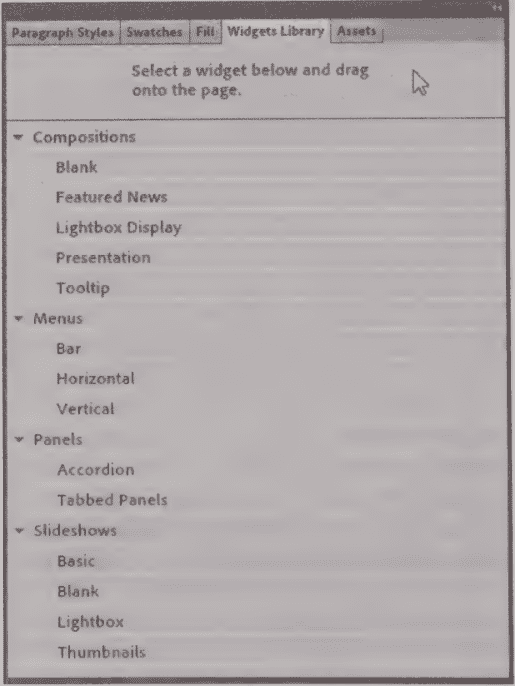 Paragraph Styles Swatches Fill Widgets Library Assets
Select a widget below and drag
onto the page.
Compositions
Blank
Featured News
Lightbox Display
Presentation
Tooltip
Menus
Bar
Horizontal
Vertical
Panels
Accordion
Tabbed Panels
Slideshows
Basic
Blank
Lightbox
Thumbnails